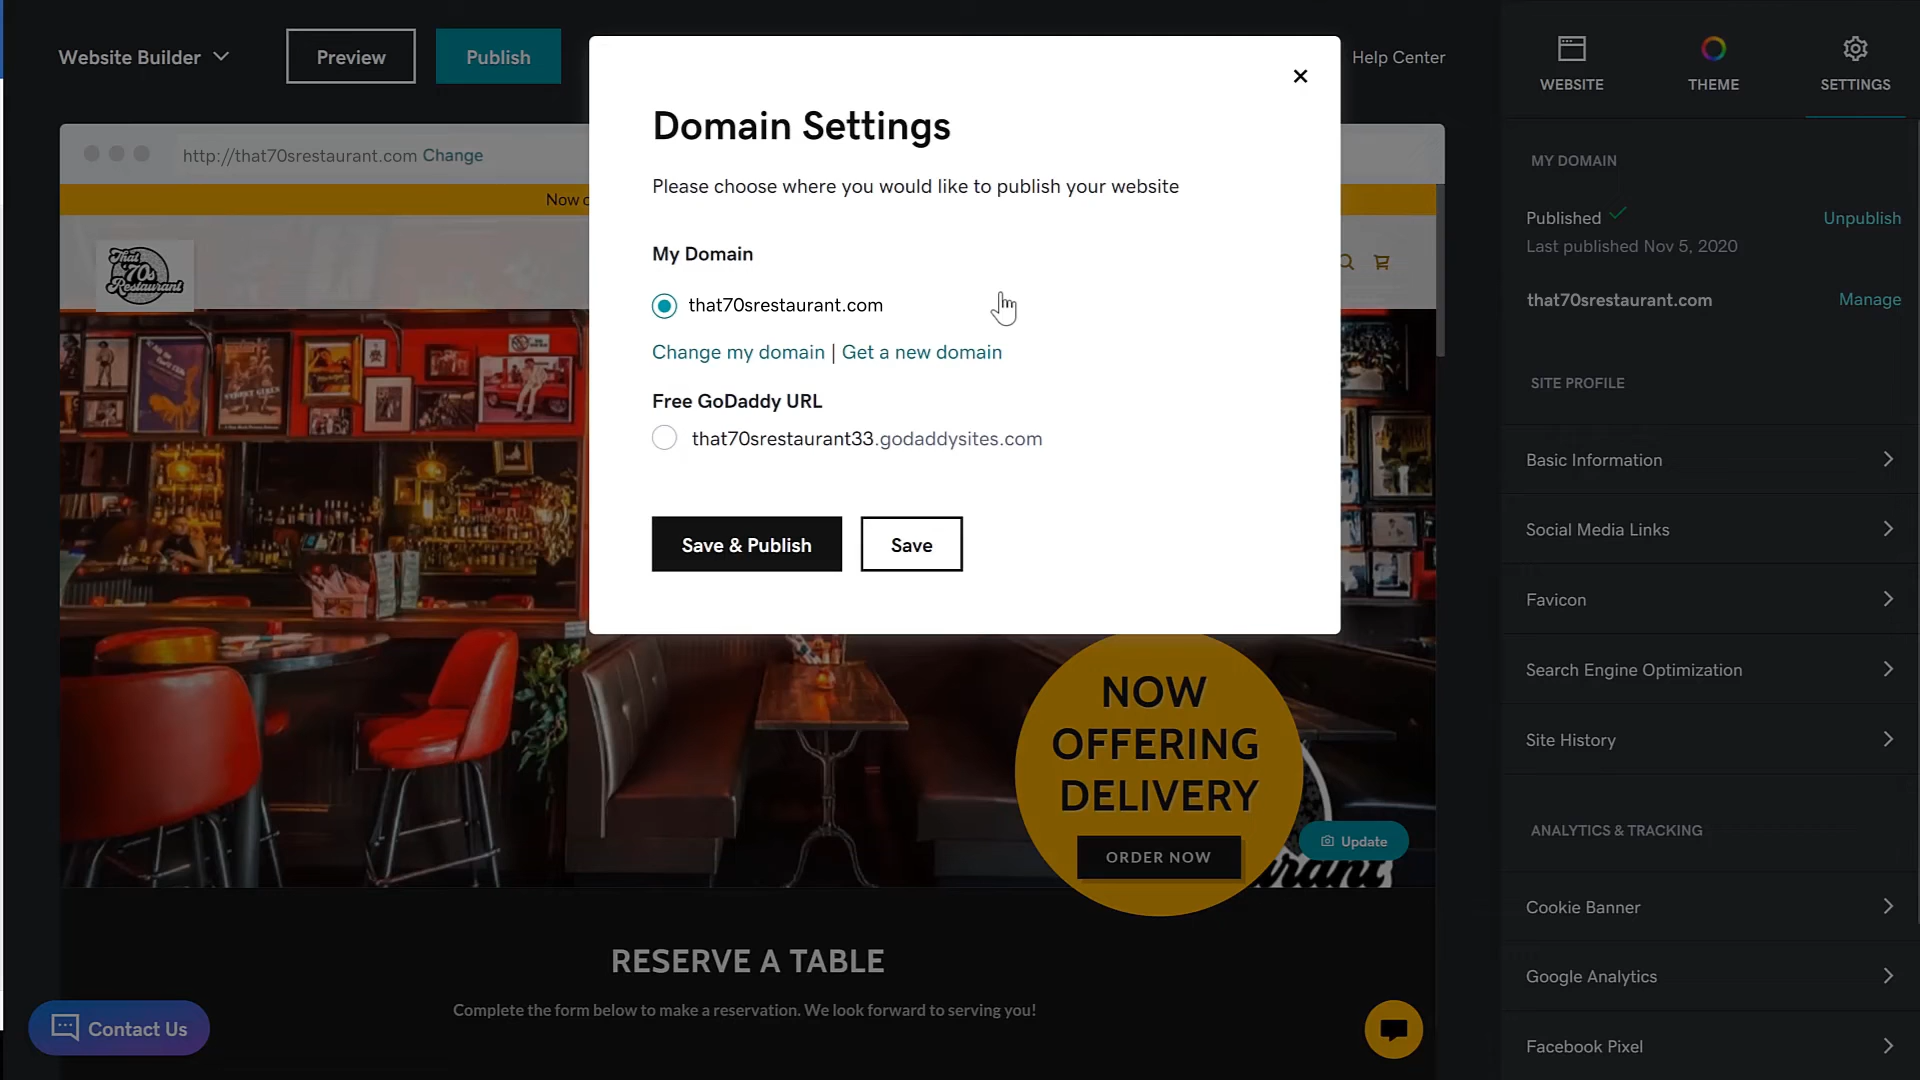 Website Builder
Preview
Publish
Help Center
WEBSITE
THEME
SETTINGS
http://that70srestaurant.com Change
Now
That
'70s
Restaurant
Domain Settings
Please choose where you would like to publish your website
My Domain
that70srestaurant.com
Change my domain | Get a new domain
Free GoDaddy URL
that70srestaurant33.godaddysites.com
Save & Publish
Save
NOW
OFFERING
DELIVERY
ORDER NOW
Update
RESERVE A TABLE
Complete the form below to make a reservation. We look forward to serving you!
Contact Us
MY DOMAIN
Published
Unpublish
Last published Nov 5, 2020
that70srestaurant.com
Manage
SITE PROFILE
Basic Information
Social Media Links
Favicon
Search Engine Optimization
Site History
ANALYTICS & TRACKING
Cookie Banner
Google Analytics
Facebook Pixel